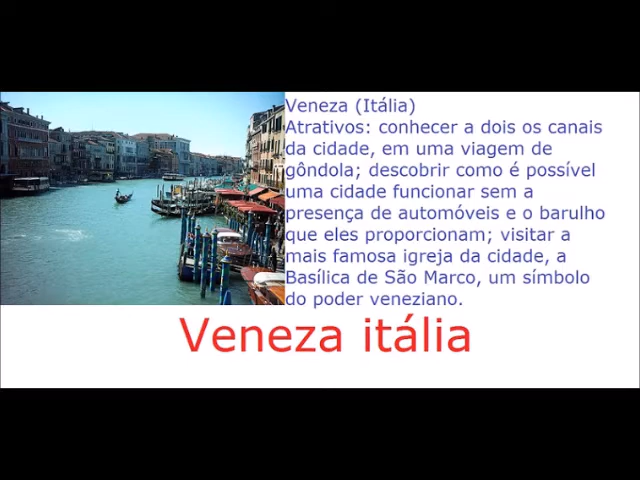 Veneza (Itália)
Atrativos: conhecer a dois os canais
da cidade, em uma viagem de
gôndola; descobrir como é possível
uma cidade funcionar sem a
presença de automóveis e o barulho
que eles proporcionam; visitar a
mais famosa igreja da cidade, a
Basílica de São Marco, um símbolo
do poder veneziano.
Veneza itália